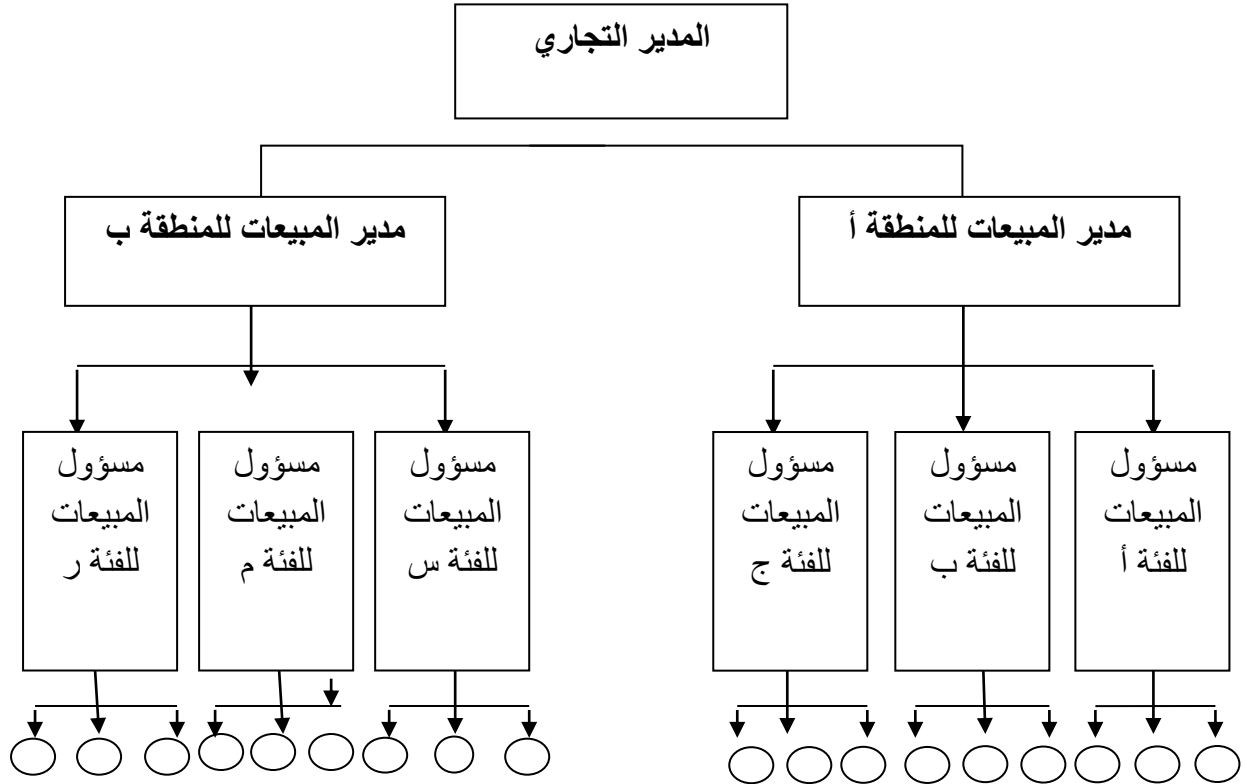 المدير التجاري
مدير المبيعات للمنطقة أ
مدير المبيعات للمنطقة ب
مسؤول
المبيعات
للفئة أ
مسؤول
المبيعات
للفئة ب
مسؤول
المبيعات
للفئة ج
مسؤول
المبيعات
للفئة س
مسؤول
المبيعات
للفئة م
مسؤول
المبيعات
للفئة ر